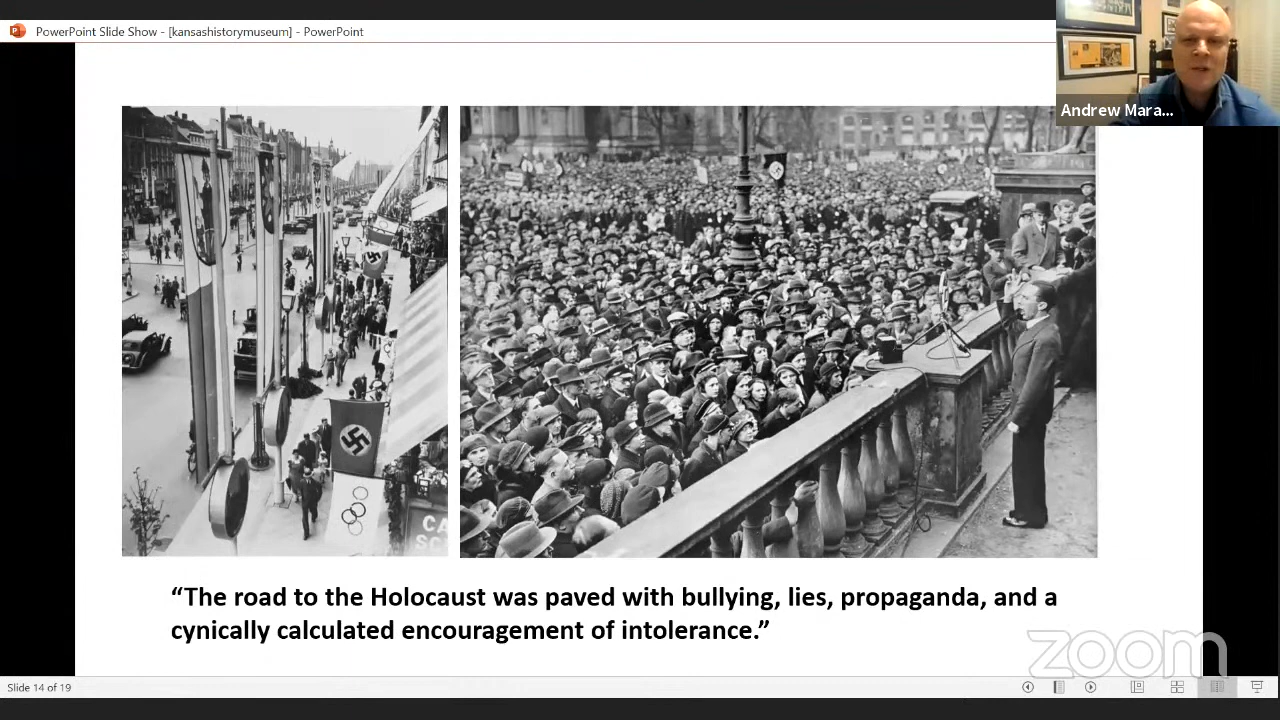 PowerPoint Slide Show - [kansashistorymuseum] - PowerPoint
Andrew Mara...
CA
“The road to the Holocaust was paved with bullying, lies, propaganda, and a
cynically calculated encouragement of intolerance.”
zoom
Slide 14 of 19